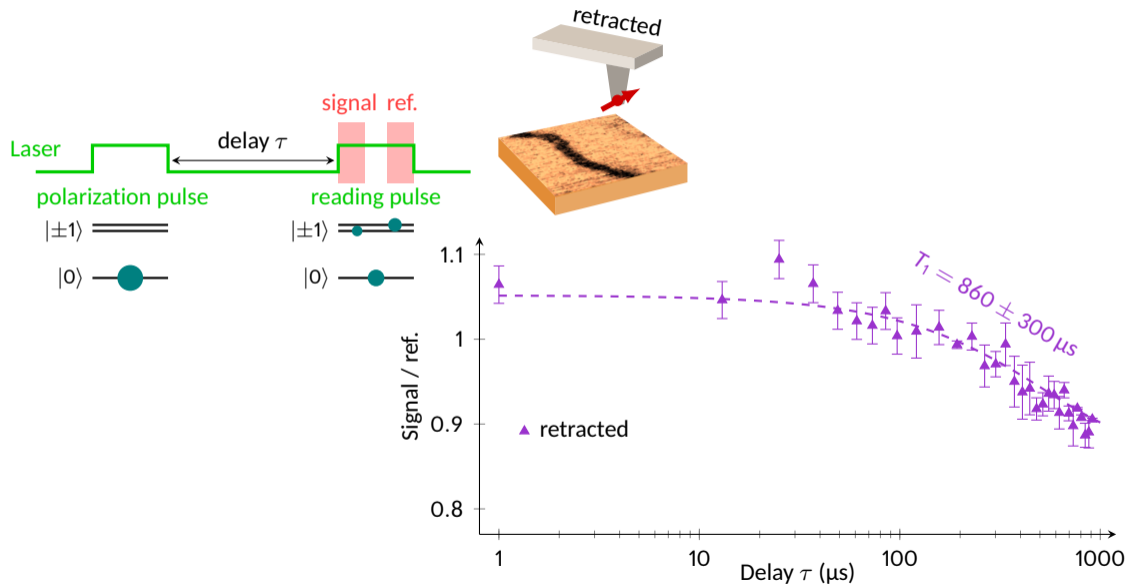 retracted
signal ref.
Laser
delay τ
polarization pulse
reading pulse
|±1⟩
|±1⟩
|0⟩
|0⟩
1.1
1
0.9
0.8
Signal / ref.
T₁ = 860 ± 300 µs
retracted
1
10
100
1000
Delay τ (µs)